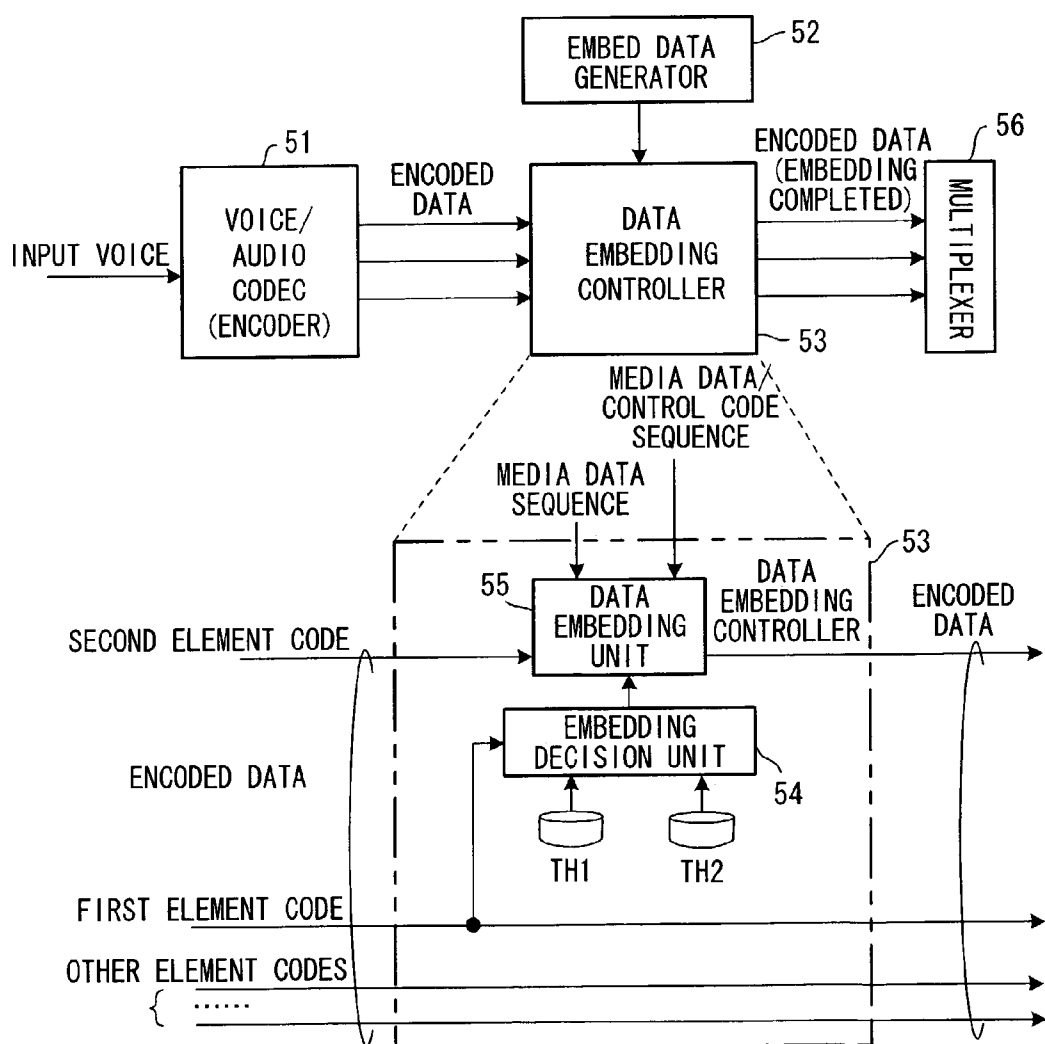 52
EMBED DATA
GENERATOR
51
ENCODED
DATA
ENCODED DATA
(EMBEDDING
COMPLETED)
56
INPUT VOICE
VOICE/
AUDIO
CODEC
(ENCODER)
DATA
EMBEDDING
CONTROLLER
MULTIPLEXER
53
MEDIA DATA/
CONTROL CODE
SEQUENCE
MEDIA DATA
SEQUENCE
53
55
DATA
EMBEDDING
UNIT
DATA
EMBEDDING
CONTROLLER
ENCODED
DATA
SECOND ELEMENT CODE
EMBEDDING
DECISION UNIT
54
ENCODED DATA
TH1
TH2
FIRST ELEMENT CODE
OTHER ELEMENT CODES
{ ......